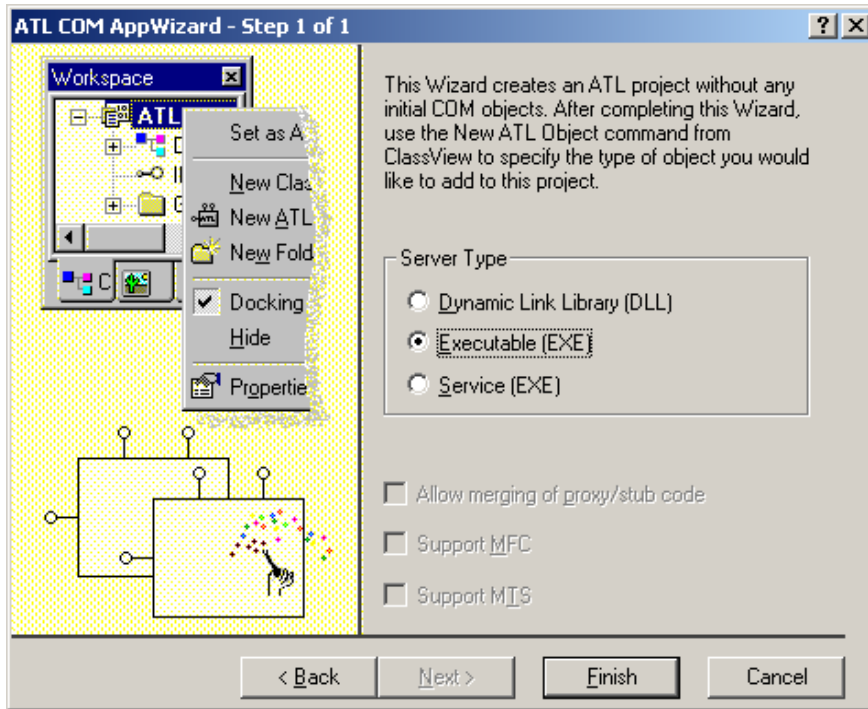 ATL COM AppWizard - Step 1 of 1
Workspace
ATL
Set as A
New Clas
New ATL
New Fold
Docking
Hide
Propertie
C
This Wizard creates an ATL project without any
initial COM objects. After completing this Wizard,
use the New ATL Object command from
ClassView to specify the type of object you would
like to add to this project.
Server Type
Dynamic Link Library (DLL)
Executable (EXE)
Service (EXE)
Allow merging of proxy/stub code
Support MFC
Support MTS
< Back
Next >
Finish
Cancel